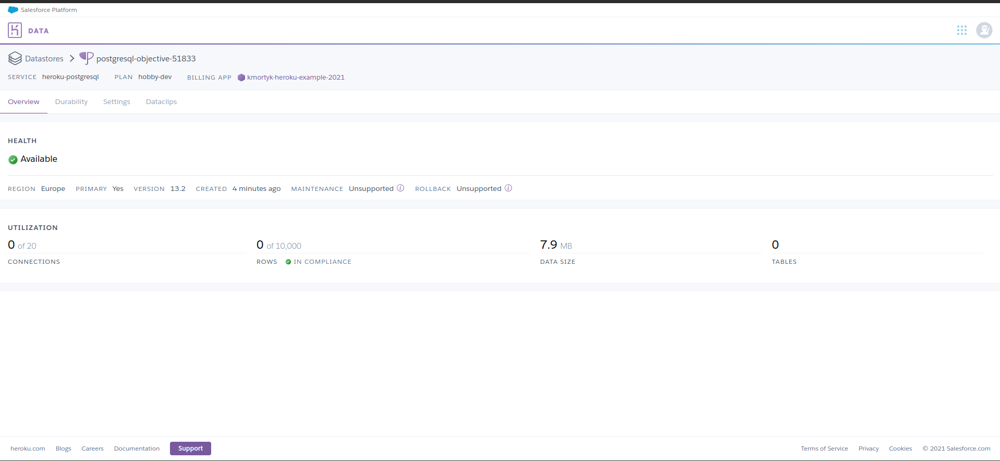 Salesforce Platform
DATA
Datastores > postgresql-objective-51833
SERVICE heroku-postgresql PLAN hobby-dev BILLING APP kmortyk-heroku-example-2021
Overview Durability Settings Dataclips
HEALTH
Available
REGION Europe PRIMARY Yes VERSION 13.2 CREATED 4 minutes ago MAINTENANCE Unsupported ROLLBACK Unsupported
UTILIZATION
0 of 20 0 of 10,000 7.9 MB 0
CONNECTIONS ROWS IN COMPLIANCE DATA SIZE TABLES
heroku.com Blogs Careers Documentation Support Terms of Service Privacy Cookies © 2021 Salesforce.com